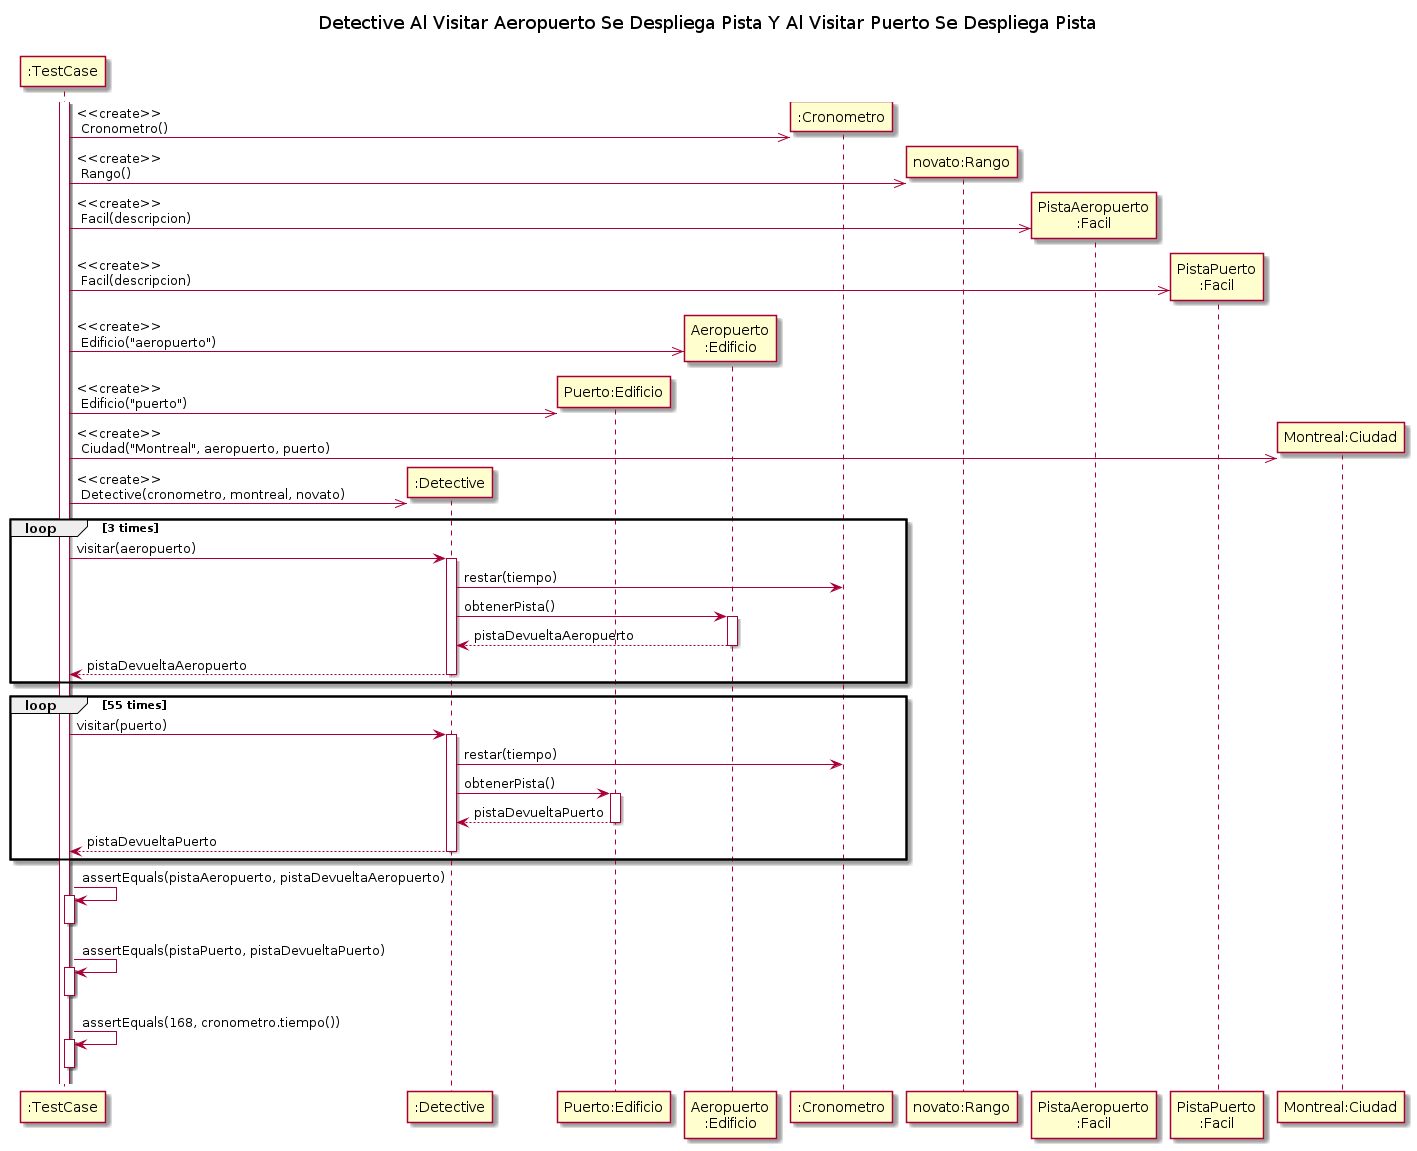 Detective Al Visitar Aeropuerto Se Despliega Pista Y Al Visitar Puerto Se Despliega Pista
:TestCase
<<create>>
Cronometro()
:Cronometro
<<create>>
Rango()
novato:Rango
<<create>>
Facil(descripcion)
PistaAeropuerto
:Facil
<<create>>
Facil(descripcion)
PistaPuerto
:Facil
<<create>>
Edificio("aeropuerto")
Aeropuerto
:Edificio
<<create>>
Edificio("puerto")
Puerto:Edificio
<<create>>
Ciudad("Montreal", aeropuerto, puerto)
Montreal:Ciudad
<<create>>
Detective(cronometro, montreal, novato)
:Detective
loop [3 times]
visitar(aeropuerto)
restar(tiempo)
obtenerPista()
pistaDevueltaAeropuerto
pistaDevueltaAeropuerto
loop [55 times]
visitar(puerto)
restar(tiempo)
obtenerPista()
pistaDevueltaPuerto
pistaDevueltaPuerto
assertEquals(pistaAeropuerto, pistaDevueltaAeropuerto)
assertEquals(pistaPuerto, pistaDevueltaPuerto)
assertEquals(168, cronometro.tiempo())
:TestCase
:Detective
Puerto:Edificio
Aeropuerto
:Edificio
:Cronometro
novato:Rango
PistaAeropuerto
:Facil
PistaPuerto
:Facil
Montreal:Ciudad